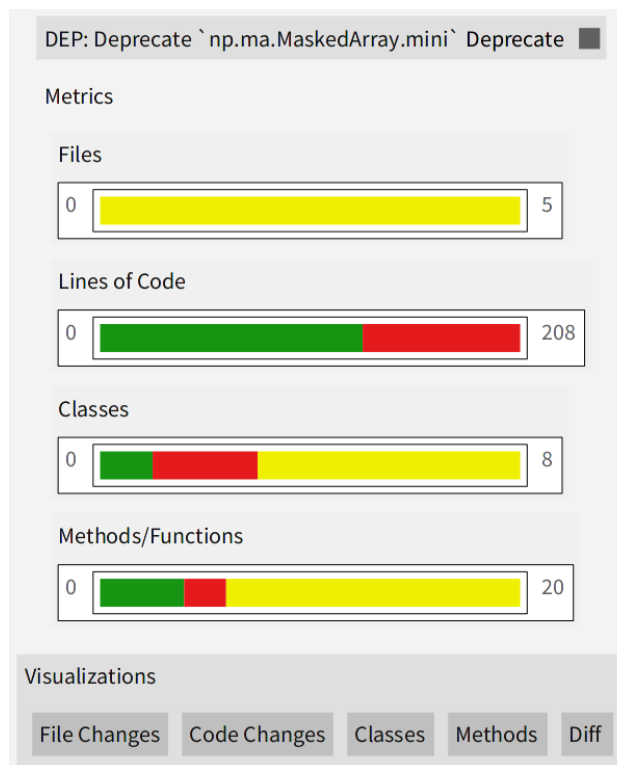 DEP: Deprecate `np.ma.MaskedArray.mini` Deprecate
Metrics
Files
0 5
Lines of Code
0 208
Classes
0 8
Methods/Functions
0 20
Visualizations
File Changes Code Changes Classes Methods Diff